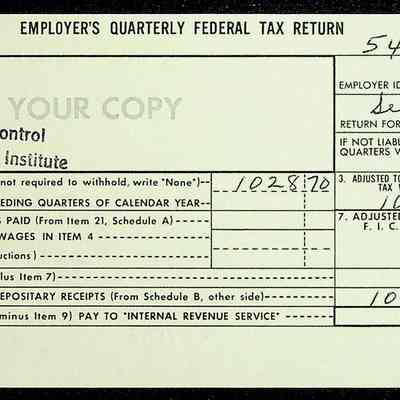 EMPLOYER'S QUARTERLY FEDERAL TAX RETURN
54
YOUR COPY
EMPLOYER ID
ontrol
Se
Institute
RETURN FOR
IF NOT LIAB
QUARTERS V
not required to withhold, write "None")-- 1028 70
3. ADJUSTED TO
TAX
EDING QUARTERS OF CALENDAR YEAR--
10
S PAID (From Item 21, Schedule A)
7. ADJUSTED
F. I. C.
WAGES IN ITEM 4
uctions)
lus Item 7)
EPOSITARY RECEIPTS (From Schedule B, other side)
10
minus Item 9) PAY TO "INTERNAL REVENUE SERVICE"